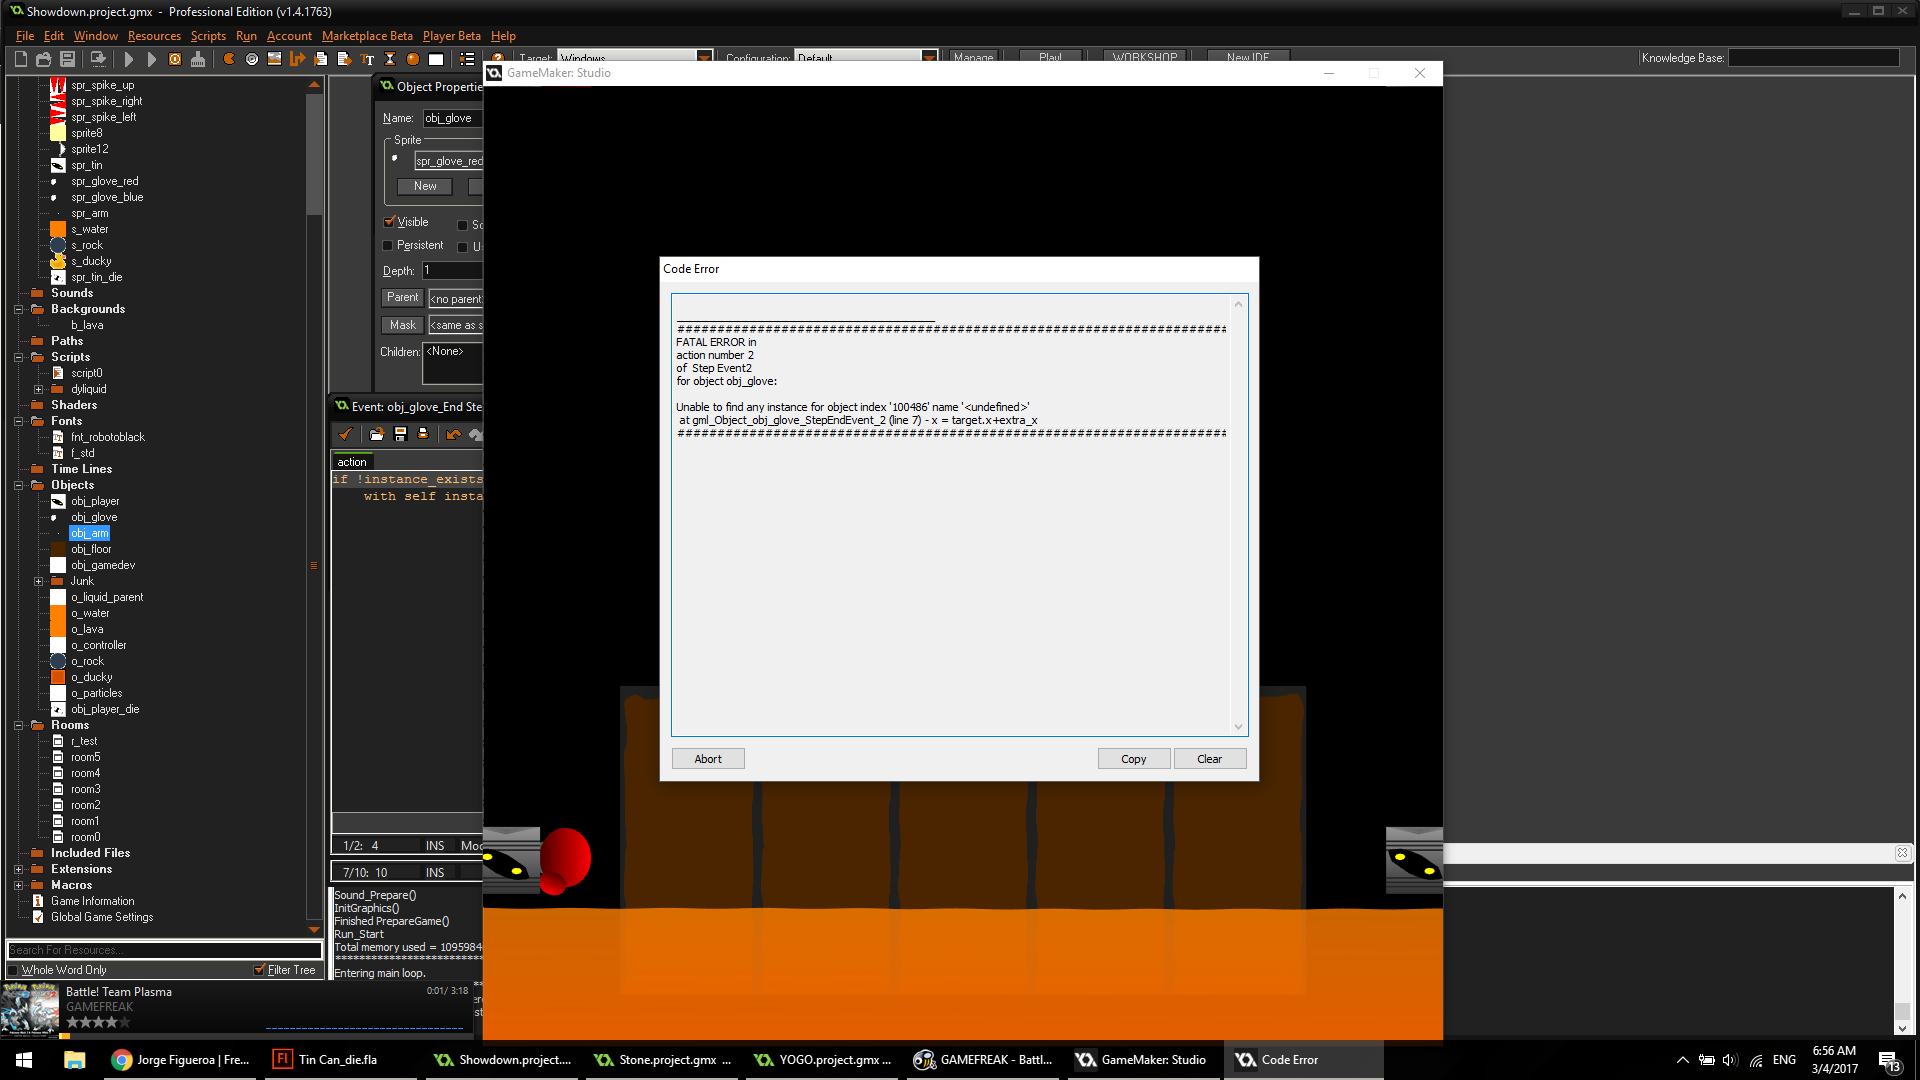 Showdown.project.gmx  -  Professional Edition (v1.4.1763)
File Edit Window Resources Scripts Run Account Marketplace Beta Player Beta Help
Target: Windows Configuration: Default Manage Play! WORKSHOP New IDE
Knowledge Base:
spr_spike_up
spr_spike_right
spr_spike_left
sprite8
sprite12
spr_tin
spr_glove_red
spr_glove_blue
spr_arm
s_water
s_rock
s_ducky
spr_tin_die
Sounds
Backgrounds
b_lava
Paths
Scripts
script0
dyliquid
Shaders
Fonts
fnt_robotoblack
f_std
Time Lines
Objects
obj_player
obj_glove
obj_arm
obj_floor
obj_gamedev
Junk
o_liquid_parent
o_water
o_lava
o_controller
o_rock
o_ducky
o_particles
obj_player_die
Rooms
r_test
room5
room4
room3
room2
room1
room0
Included Files
Extensions
Macros
Game Information
Global Game Settings
Search For Resources...
Whole Word Only Filter Tree
Battle! Team Plasma 0:01/ 3:18
GAMEFREAK
Object Propertie
Name: obj_glove
Sprite
spr_glove_red
New
Visible
Persistent
Depth: 1
Parent <no parent
Mask <same as s
Children: <None>
Event: obj_glove_End Ste
action
if !instance_exists
with self insta
1/2: 4 INS Mod
7/10: 10 INS
Sound_Prepare()
InitGraphics()
Finished PrepareGame()
Run_Start
Total memory used = 1095984
Entering main loop.
GameMaker: Studio
Code Error
############################################################################
FATAL ERROR in
action number 2
of  Step Event2
for object obj_glove:
Unable to find any instance for object index '100486' name '<undefined>'
at gml_Object_obj_glove_StepEndEvent_2 (line 7) - x = target.x+extra_x
############################################################################
Abort Copy Clear
Jorge Figueroa | Fre...
Tin Can_die.fla
Showdown.project....
Stone.project.gmx ...
YOGO.project.gmx ...
GAMEFREAK - Battl...
GameMaker: Studio
Code Error
ENG
6:56 AM
3/4/2017
13